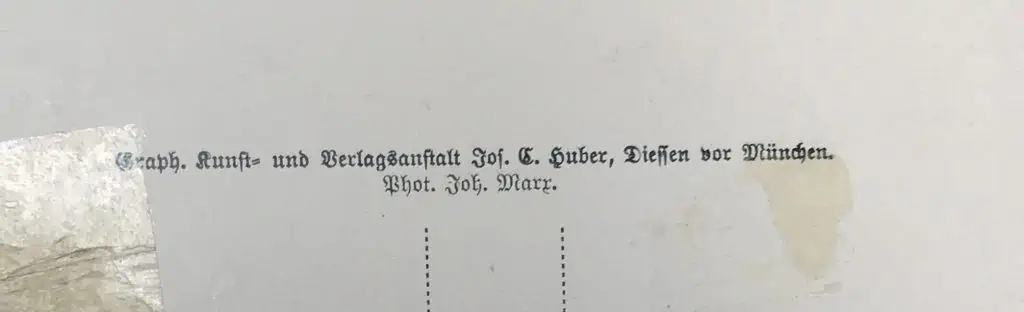 Graph. Kunst- und Verlagsanstalt Jos. C. Huber, Diessen vor München.
Phot. Joh. Marx.